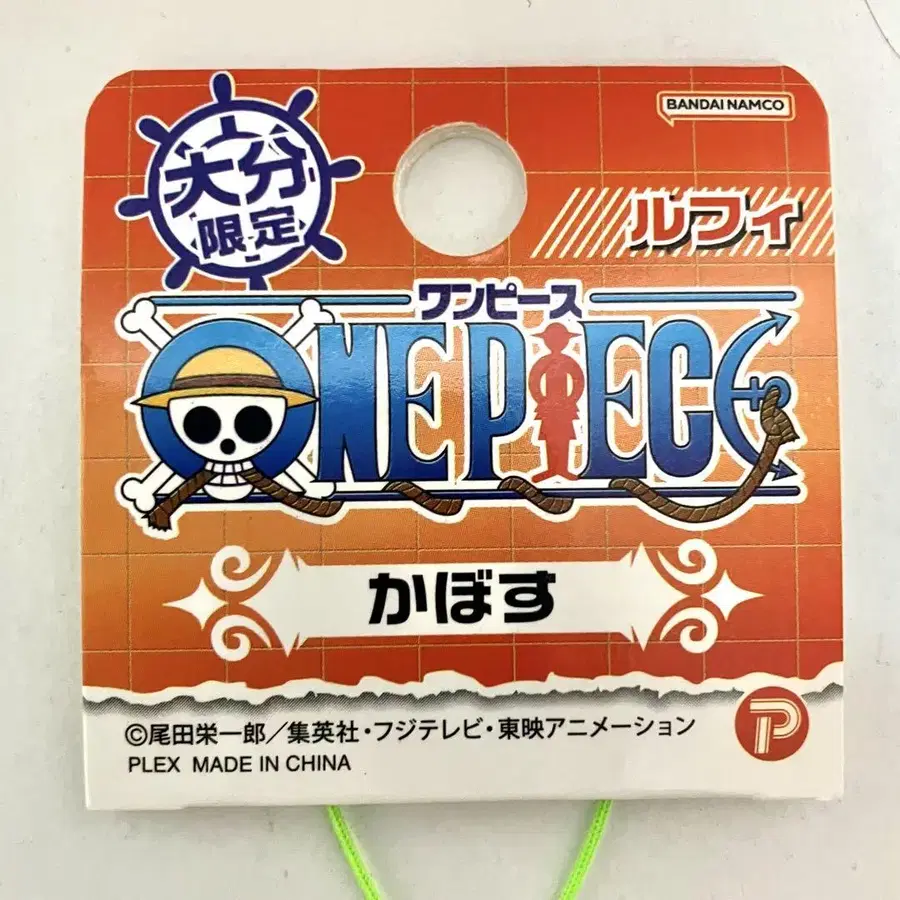 大分
限定
BANDAI NAMCO
ルフィ
ワンピース
ONE PIECE
かぼす
©尾田栄一郎／集英社・フジテレビ・東映アニメーション
PLEX MADE IN CHINA
P